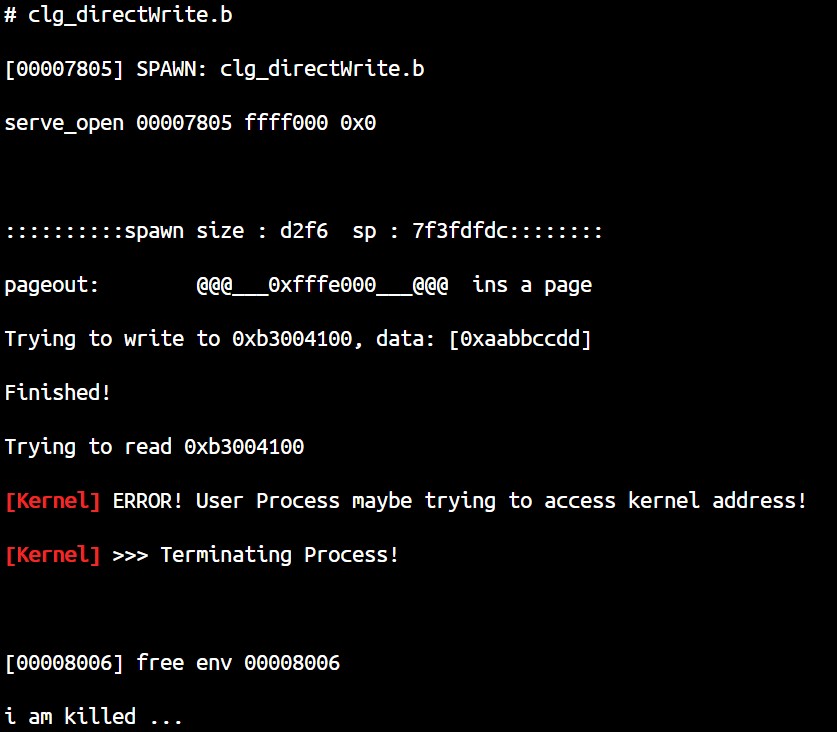 # clg_directWrite.b
[00007805] SPAWN: clg_directWrite.b
serve_open 00007805 ffff000 0x0
::::::::::spawn size : d2f6  sp : 7f3fdfdc::::::::
pageout:        @@@___0xfffe000___@@@  ins a page
Trying to write to 0xb3004100, data: [0xaabbccdd]
Finished!
Trying to read 0xb3004100
[Kernel] ERROR! User Process maybe trying to access kernel address!
[Kernel] >>> Terminating Process!
[00008006] free env 00008006
i am killed ...